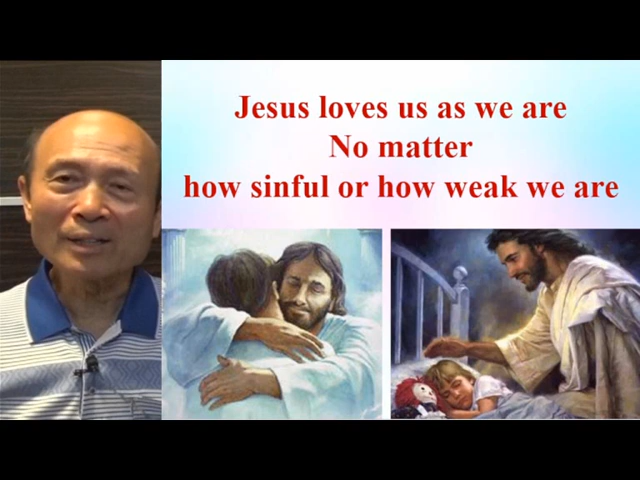 Jesus loves us as we are
No matter
how sinful or how weak we are